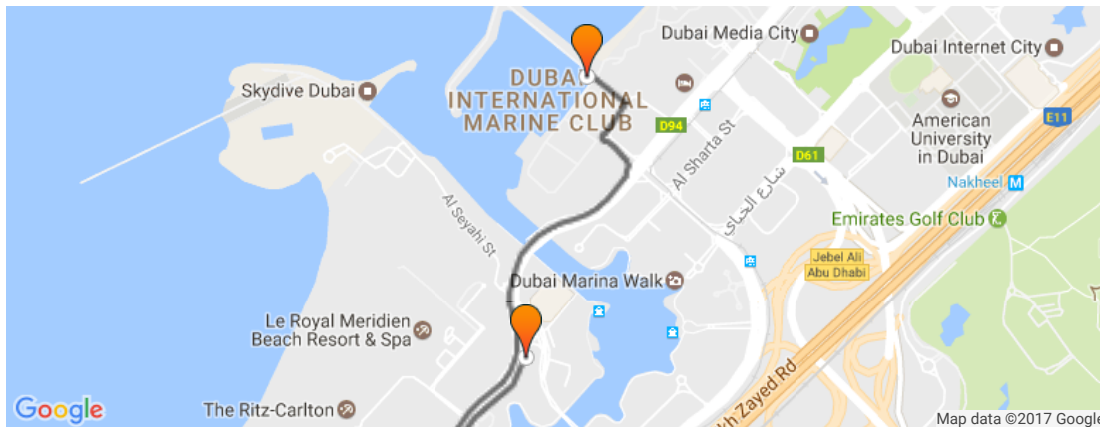 Dubai Media City
Dubai Internet City
Skydive Dubai
DUBAI
INTERNATIONAL
MARINE CLUB
E11
D94
Al Sharta St
American
University
in Dubai
D61
Nakheel M
Al Seyahi St
شارع الحياي
Emirates Golf Club
Jebel Ali
Abu Dhabi
Dubai Marina Walk
Le Royal Meridien
Beach Resort & Spa
kh Zayed Rd
The Ritz-Carlton
Google
Map data ©2017 Google